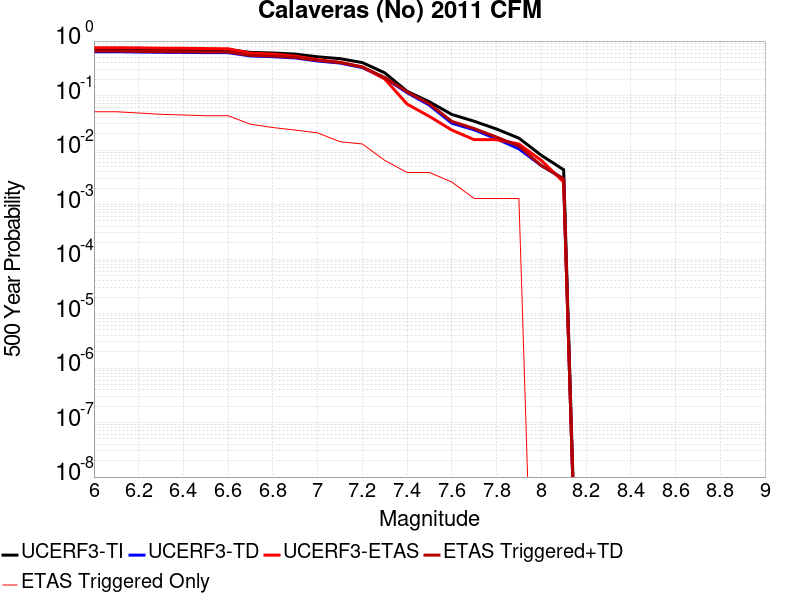 Calaveras (No) 2011 CFM
10^0
10^-1
10^-2
10^-3
10^-4
10^-5
10^-6
10^-7
10^-8
500 Year Probability
6 6.2 6.4 6.6 6.8 7 7.2 7.4 7.6 7.8 8 8.2 8.4 8.6 8.8 9
Magnitude
UCERF3-TI UCERF3-TD UCERF3-ETAS ETAS Triggered+TD
ETAS Triggered Only